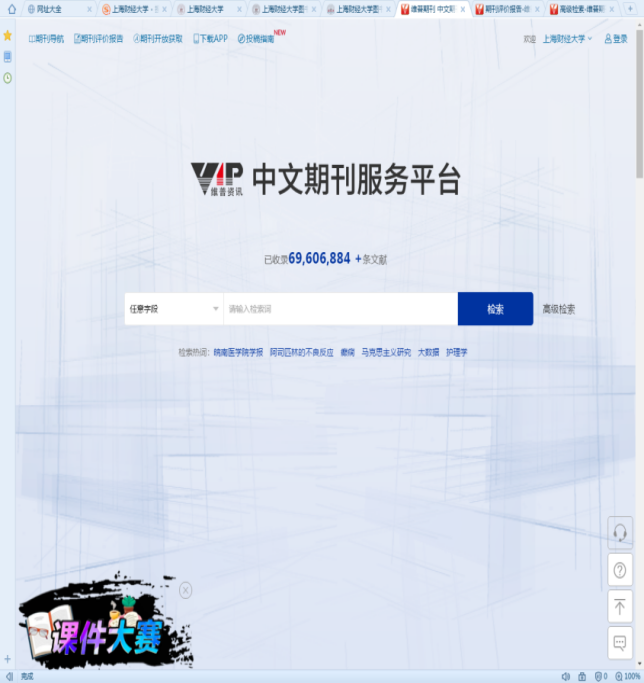 网址大全
上海财经大学
上海财经大学
上海财经大学图
上海财经大学图
维普期刊 中文期
期刊评价报告-维
高级检索-维普期
期刊导航 期刊评价报告 期刊开放获取 下载APP 投稿指南 NEW
欢迎 上海财经大学 登录
VIP 维普资讯 中文期刊服务平台
已收录69,606,884 +条文献
任意字段 请输入检索词 检索 高级检索
检索热词: 皖南医学院学报 阿司匹林的不良反应 癫痫 马克思主义研究 大数据 护理学
课件大赛
完成
0 100%